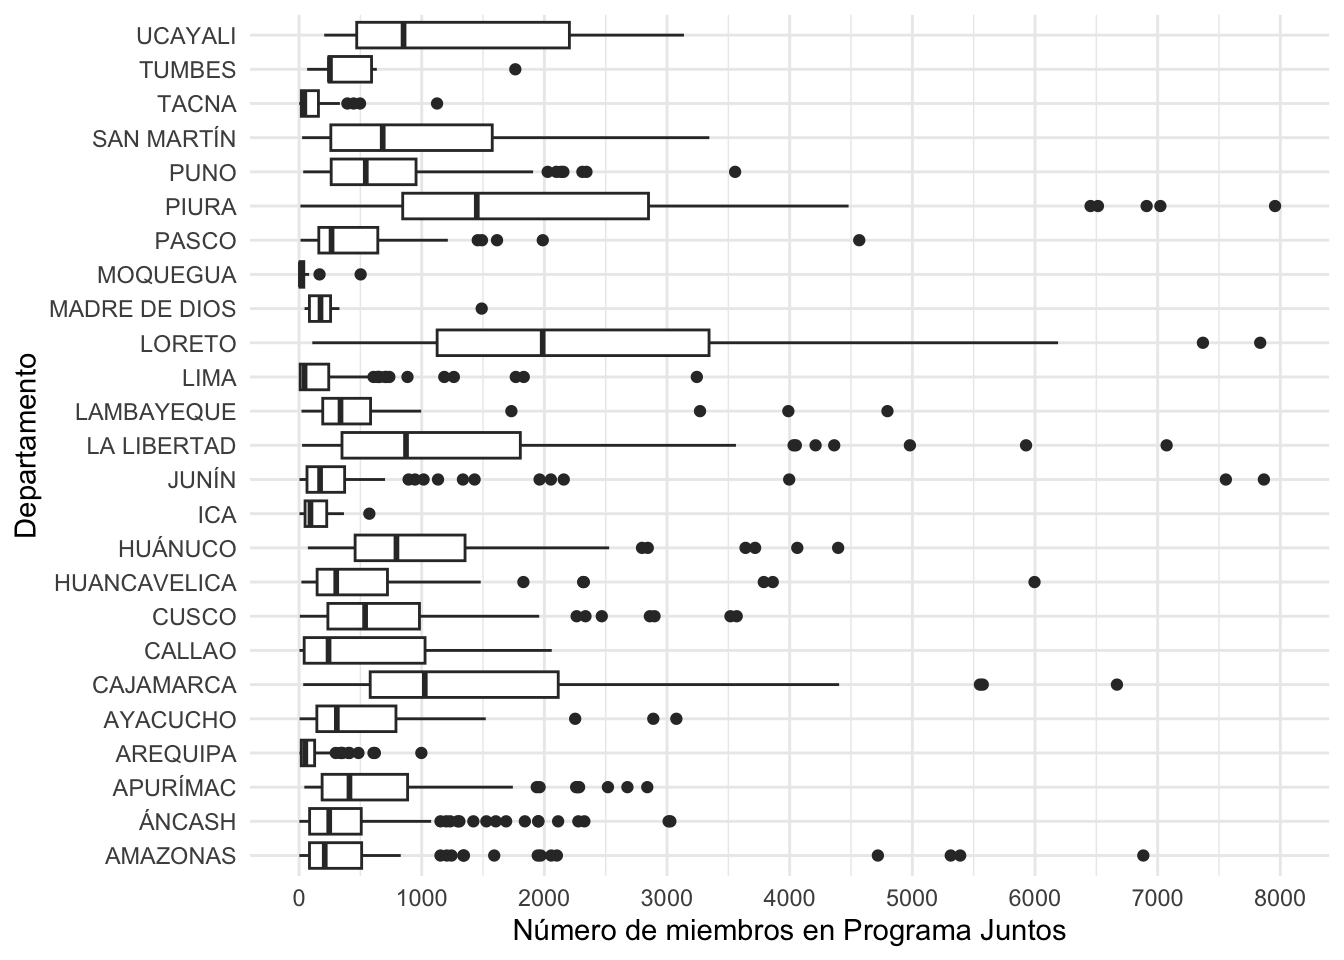 UCAYALI
TUMBES
TACNA
SAN MARTÍN
PUNO
PIURA
PASCO
MOQUEGUA
MADRE DE DIOS
LORETO
LIMA
LAMBAYEQUE
LA LIBERTAD
JUNÍN
ICA
HUÁNUCO
HUANCAVELICA
CUSCO
CALLAO
CAJAMARCA
AYACUCHO
AREQUIPA
APURÍMAC
ÁNCASH
AMAZONAS
Departamento
0 1000 2000 3000 4000 5000 6000 7000 8000
Número de miembros en Programa Juntos